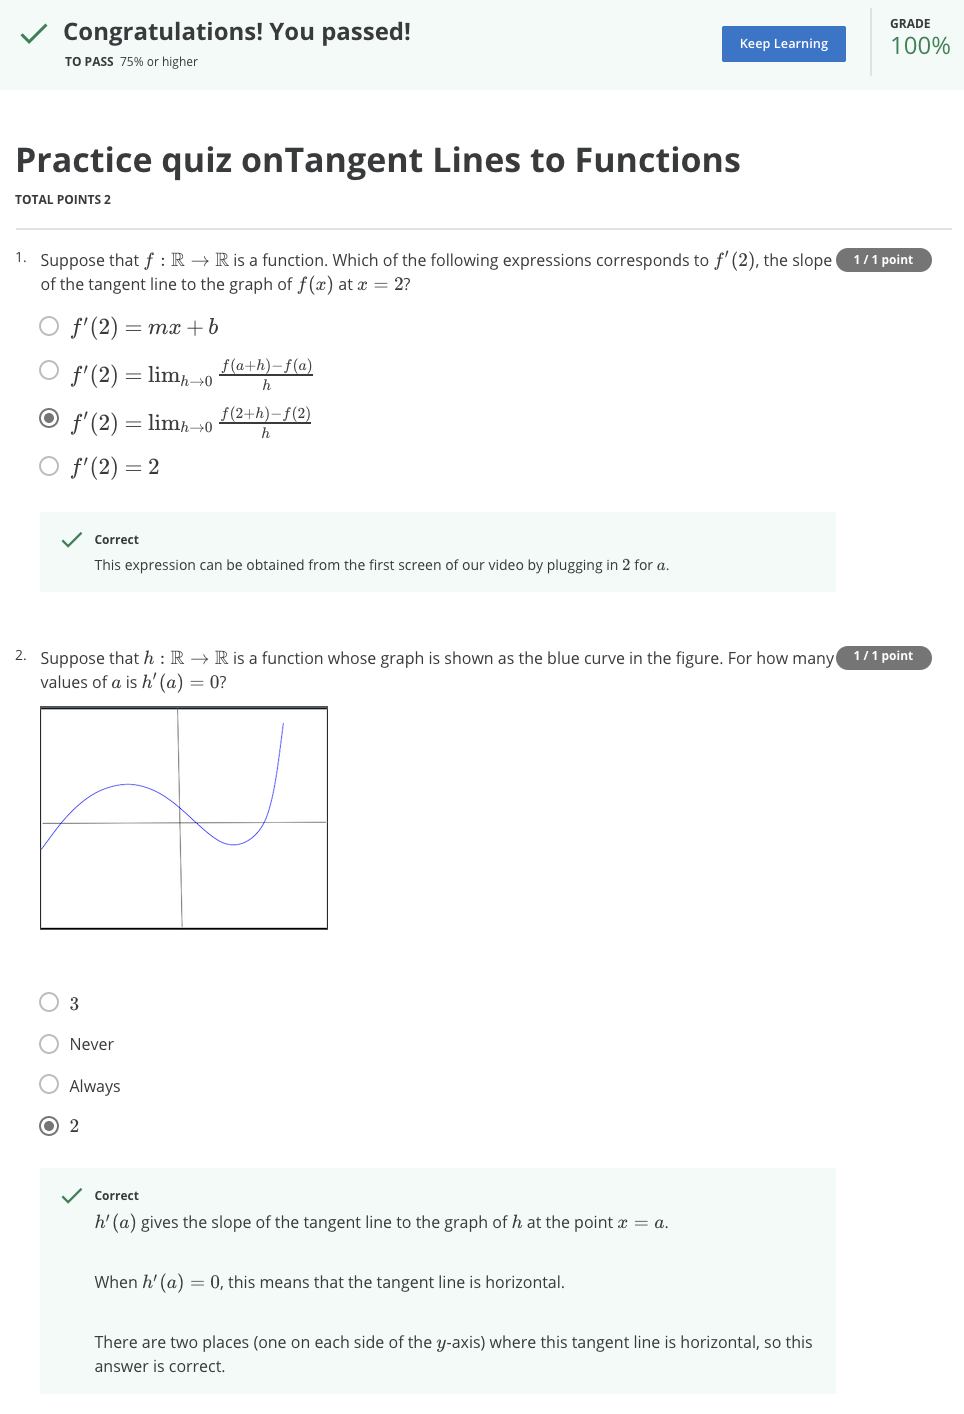 Congratulations! You passed!
TO PASS 75% or higher
Keep Learning
GRADE
100%
Practice quiz onTangent Lines to Functions
TOTAL POINTS 2
1. Suppose that f : ℝ → ℝ is a function. Which of the following expressions corresponds to f′(2), the slope
1 / 1 point
of the tangent line to the graph of f(x) at x = 2?
f′(2) = mx + b
f′(2) = lim_{h→0} \frac{f(a+h)−f(a)}{h}
f′(2) = lim_{h→0} \frac{f(2+h)−f(2)}{h}
f′(2) = 2
Correct
This expression can be obtained from the first screen of our video by plugging in 2 for a.
2. Suppose that h : ℝ → ℝ is a function whose graph is shown as the blue curve in the figure. For how many
1 / 1 point
values of a is h′(a) = 0?
3
Never
Always
2
Correct
h′(a) gives the slope of the tangent line to the graph of h at the point x = a.
When h′(a) = 0, this means that the tangent line is horizontal.
There are two places (one on each side of the y-axis) where this tangent line is horizontal, so this
answer is correct.